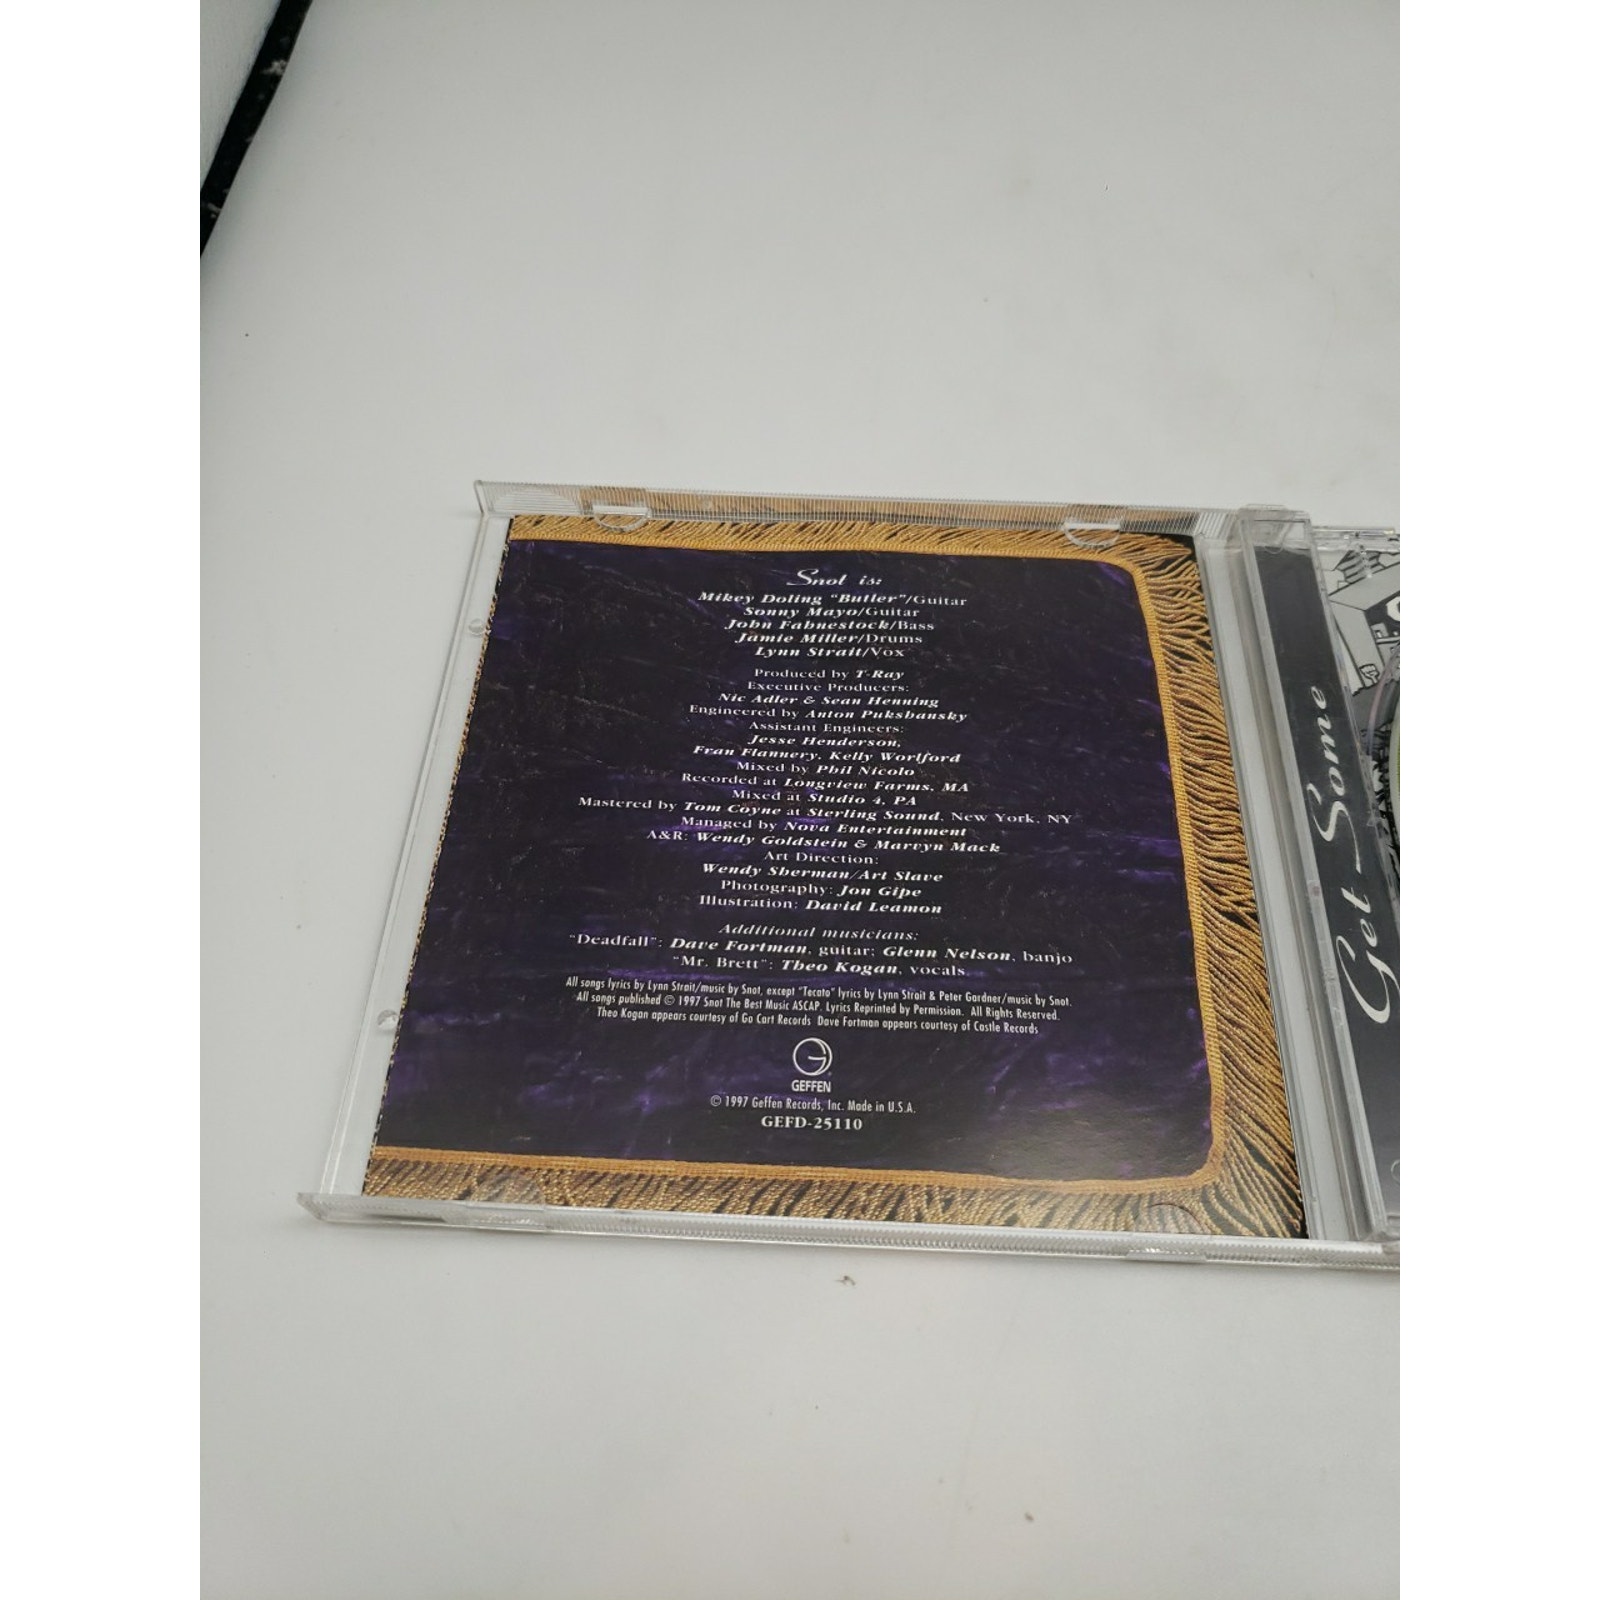 Snot is:
Mikey Doling "Butler"/Guitar
Sonny Mayo/Guitar
John Fahnestock/Bass
Jamie Miller/Drums
Lynn Strait/Vox
Produced by T-Ray
Executive Producers:
Nic Adler & Sean Henning
Engineered by Anton Pukshansky
Assistant Engineers:
Jesse Henderson,
Fran Flannery, Kelly Wortford
Mixed by Phil Nicolo
Recorded at Longview Farms, MA
Mixed at Studio 4, PA
Mastered by Tom Coyne at Sterling Sound, New York, NY
Managed by Nova Entertainment
A&R: Wendy Goldstein & Marvyn Mack
Art Direction:
Wendy Sherman/Art Slave
Photography: Jon Gipe
Illustration: David Leamon
Additional musicians:
"Deadfall": Dave Fortman, guitar; Glenn Nelson, banjo
"Mr. Brett": Theo Kogan, vocals.
All songs lyrics by Lynn Strait/music by Snot, except "Tecato" lyrics by Lynn Strait & Peter Gardner/music by Snot.
All songs published © 1997 Snot The Best Music ASCAP. Lyrics Reprinted by Permission. All Rights Reserved.
Theo Kogan appears courtesy of Go Cart Records Dave Fortman appears courtesy of Castle Records
G
GEFFEN
© 1997 Geffen Records, Inc. Made in U.S.A.
GEFD-25110
Get Some